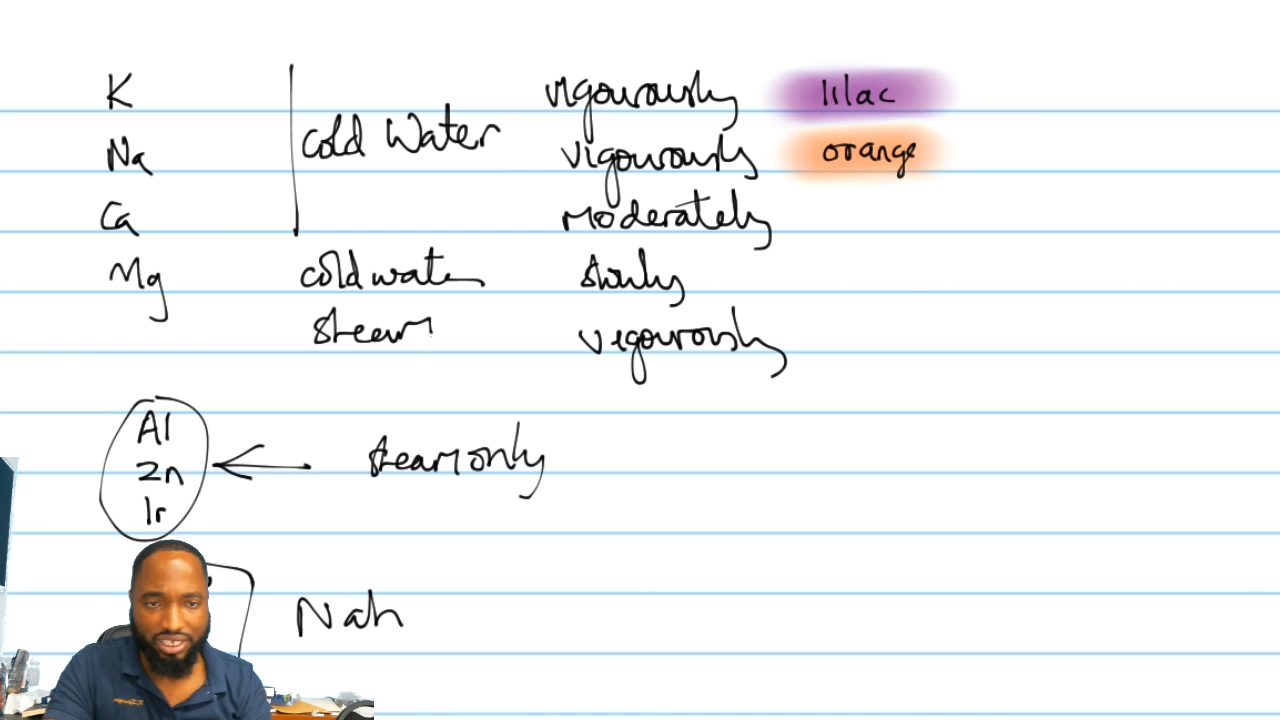 K cold Water vigourously lilac
Na vigourously orange
Ca moderately
Mg cold water slowly
steam vigourously
Al
Zn steam only
Ir
Nah